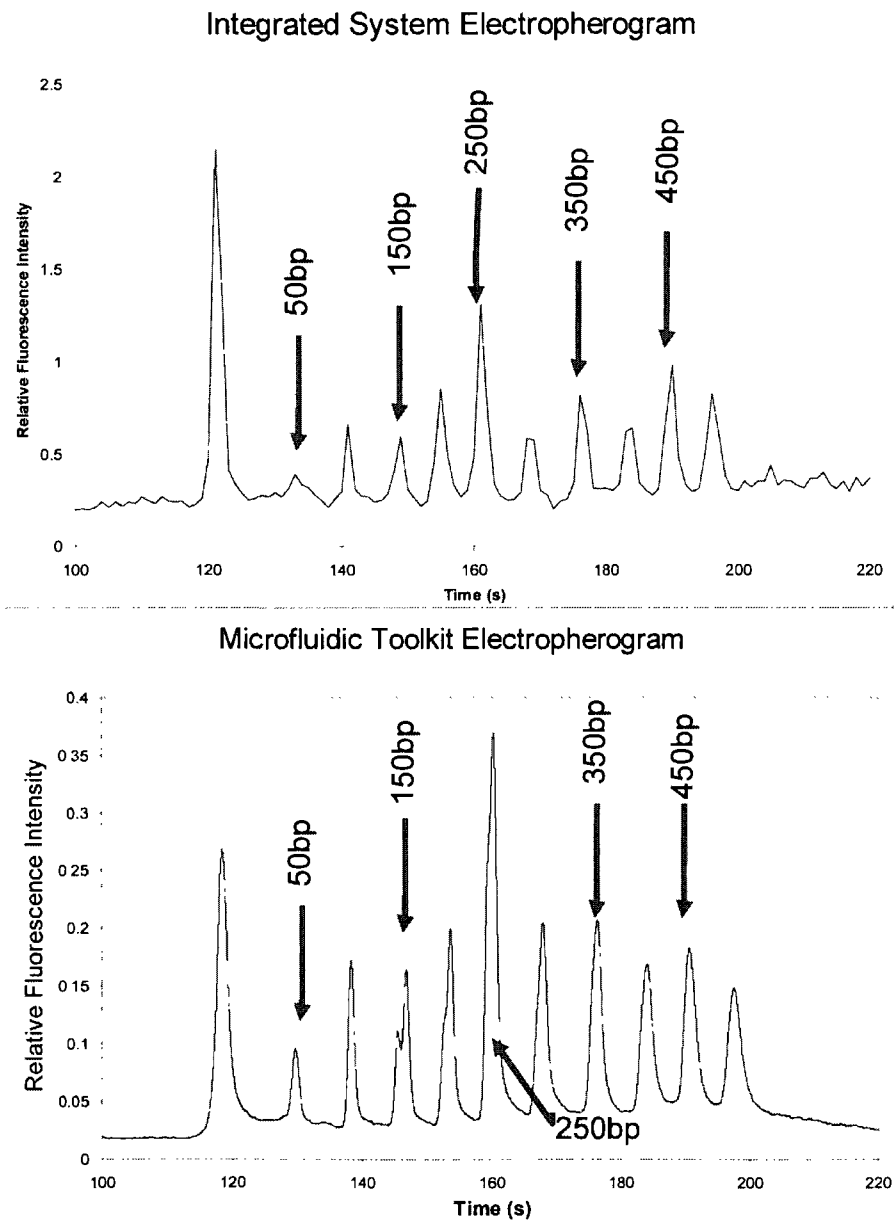 Integrated System Electropherogram
Relative Fluorescence Intensity
2.5
2
1.5
1
0.5
0
50bp
150bp
250bp
350bp
450bp
100 120 140 160 180 200 220
Time (s)
Microfluidic Toolkit Electropherogram
Relative Fluorescence Intensity
0.4
0.35
0.3
0.25
0.2
0.15
0.1
0.05
0
50bp
150bp
350bp
450bp
250bp
100 120 140 160 180 200 220
Time (s)